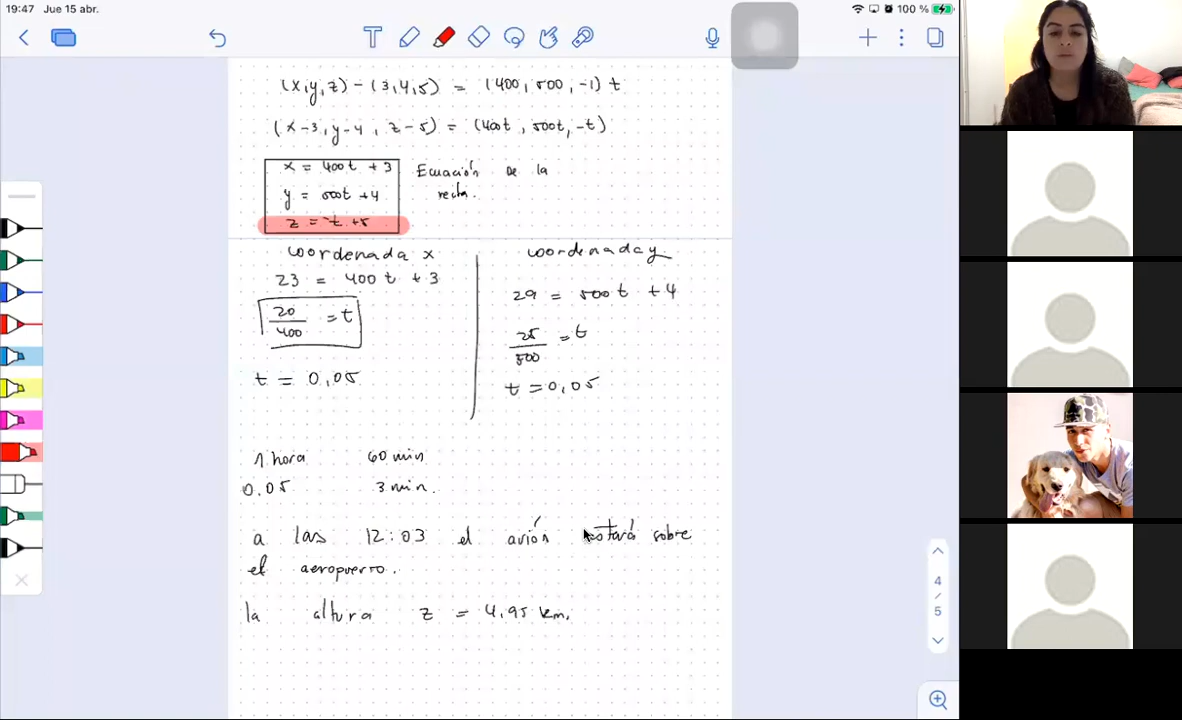 19:47 Jue 15 abr.
100 %
(x,y,z)-(3,4,5) = (400, 500, -1) t
(x-3, y-4, z-5) = (400t, 500t, -t)
x = 400t + 3
y = 500t + 4
z = -t +5
Ecuación de la
recta.
coordenada x
23 = 400 t + 3
20/400 = t
t = 0,05
coordenada y
29 = 500t + 4
25/500 = t
t = 0,05
1 hora 60 min
0.05 3 min.
a las 12:03 el avión estará sobre
el aeropuerto.
la altura z = 4,95 km.
4
/
5